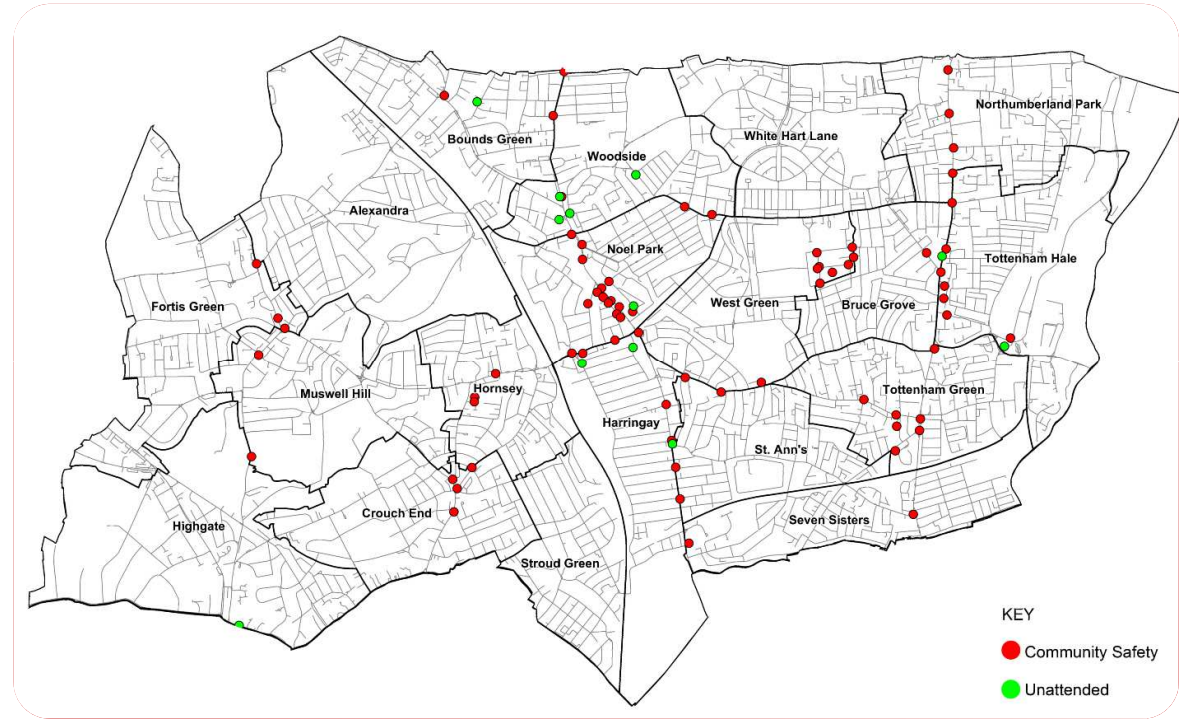 Northumberland Park
White Hart Lane
Bounds Green
Woodside
Alexandra
Noel Park
Tottenham Hale
Fortis Green
West Green
Bruce Grove
Muswell Hill
Hornsey
Tottenham Green
Harringay
St. Ann's
Crouch End
Seven Sisters
Highgate
Stroud Green
KEY
Community Safety
Unattended